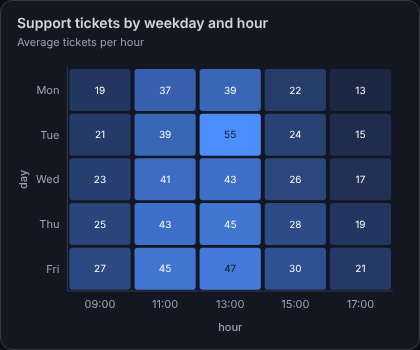 Support tickets by weekday and hour
Average tickets per hour
Mon 19 37 39 22 13
Tue 21 39 55 24 15
day
Wed 23 41 43 26 17
Thu 25 43 45 28 19
Fri 27 45 47 30 21
09:00 11:00 13:00 15:00 17:00
hour